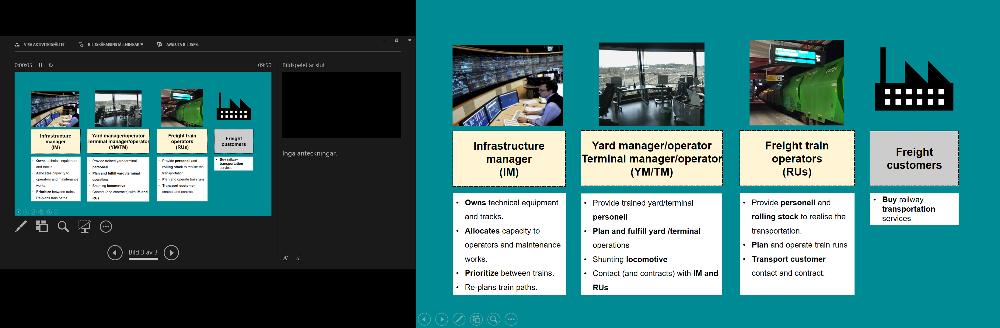 VISA AKTIVITETSFÄLTET
BILDSKÄRMSINSTÄLLNINGAR ▼
AVSLUTA BILDSPEL
0:00:05
09:50
Infrastructure
manager
(IM)
• Owns technical equipment
and tracks.
• Allocates capacity to
operators and maintenance
works.
• Prioritize between trains.
• Re-plans train paths.
Yard manager/operator
Terminal manager/operator
(YM/TM)
• Provide trained yard/terminal
personell
• Plan and fulfill yard /terminal
operations
• Shunting locomotive
• Contact (and contracts) with IM and
RUs
Freight train
operators
(RUs)
• Provide personell and
rolling stock to realise the
transportation.
• Plan and operate train runs
• Transport customer
contact and contract.
Freight
customers
• Buy railway
transportation
services
Bild 3 av 3
Bildspelet är slut
Inga anteckningar.
A A
1A
1a
U
cargo
Infrastructure
manager
(IM)
• Owns technical equipment
and tracks.
• Allocates capacity to
operators and maintenance
works.
• Prioritize between trains.
• Re-plans train paths.
Yard manager/operator
Terminal manager/operator
(YM/TM)
• Provide trained yard/terminal
personell
• Plan and fulfill yard /terminal
operations
• Shunting locomotive
• Contact (and contracts) with IM and
RUs
Freight train
operators
(RUs)
• Provide personell and
rolling stock to realise the
transportation.
• Plan and operate train runs
• Transport customer
contact and contract.
Freight
customers
• Buy railway
transportation
services